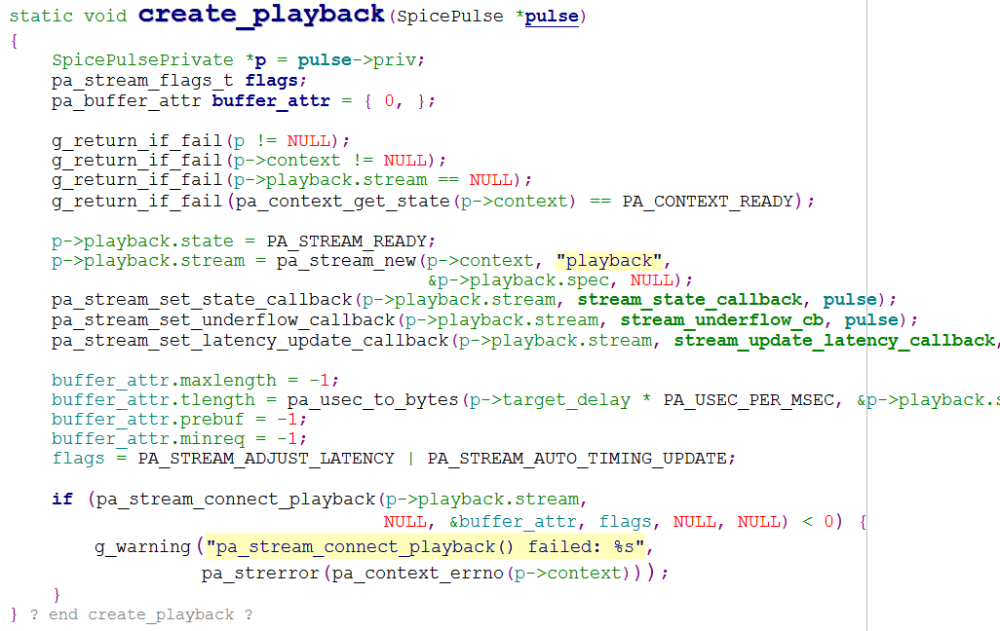 static void create_playback(SpicePulse *pulse)
{
    SpicePulsePrivate *p = pulse->priv;
    pa_stream_flags_t flags;
    pa_buffer_attr buffer_attr = { 0, };

    g_return_if_fail(p != NULL);
    g_return_if_fail(p->context != NULL);
    g_return_if_fail(p->playback.stream == NULL);
    g_return_if_fail(pa_context_get_state(p->context) == PA_CONTEXT_READY);

    p->playback.state = PA_STREAM_READY;
    p->playback.stream = pa_stream_new(p->context, "playback",
                                       &p->playback.spec, NULL);
    pa_stream_set_state_callback(p->playback.stream, stream_state_callback, pulse);
    pa_stream_set_underflow_callback(p->playback.stream, stream_underflow_cb, pulse);
    pa_stream_set_latency_update_callback(p->playback.stream, stream_update_latency_callback,

    buffer_attr.maxlength = -1;
    buffer_attr.tlength = pa_usec_to_bytes(p->target_delay * PA_USEC_PER_MSEC, &p->playback.s
    buffer_attr.prebuf = -1;
    buffer_attr.minreq = -1;
    flags = PA_STREAM_ADJUST_LATENCY | PA_STREAM_AUTO_TIMING_UPDATE;

    if (pa_stream_connect_playback(p->playback.stream,
                                   NULL, &buffer_attr, flags, NULL, NULL) < 0) {
        g_warning("pa_stream_connect_playback() failed: %s",
                  pa_strerror(pa_context_errno(p->context)));
    }
} ? end create_playback ?